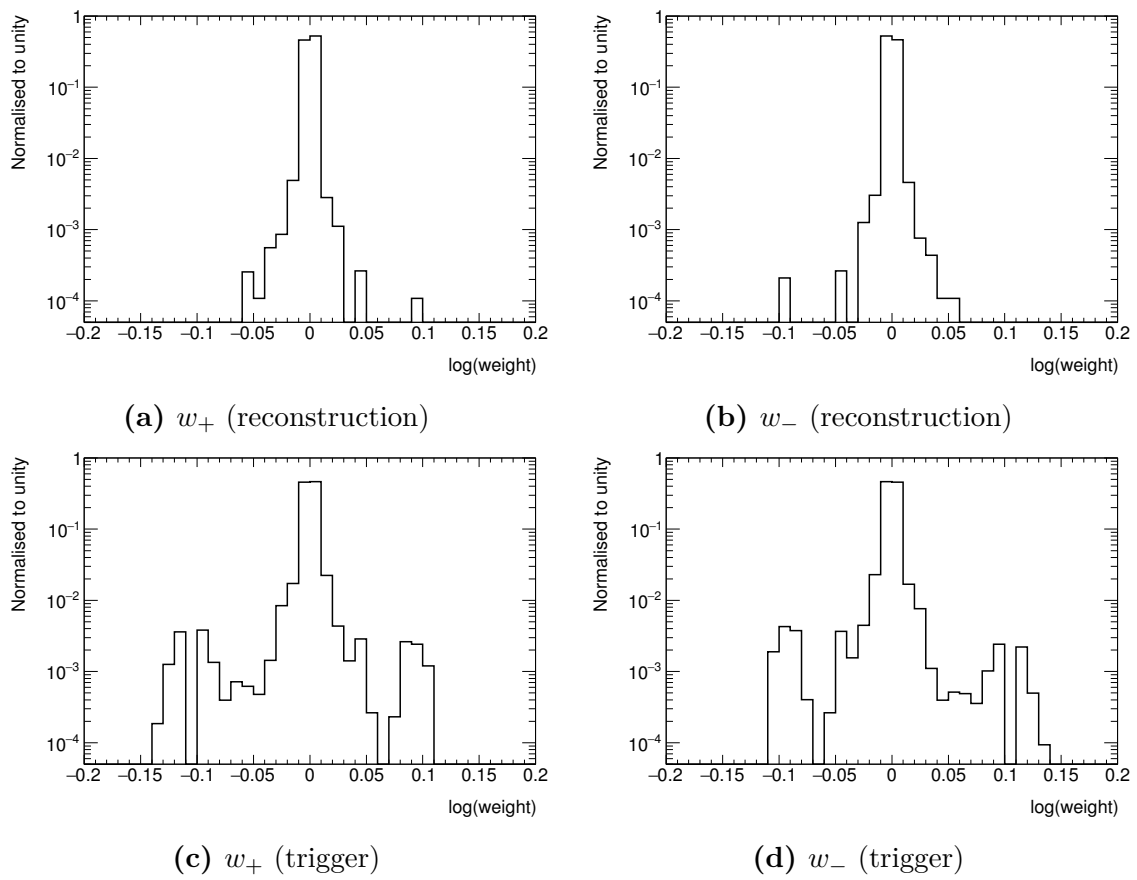 Normalised to unity
1
10⁻¹
10⁻²
10⁻³
10⁻⁴
−0.2 −0.15 −0.1 −0.05 0 0.05 0.1 0.15 0.2
log(weight)
(a) w₊ (reconstruction)
Normalised to unity
1
10⁻¹
10⁻²
10⁻³
10⁻⁴
−0.2 −0.15 −0.1 −0.05 0 0.05 0.1 0.15 0.2
log(weight)
(b) w₋ (reconstruction)
Normalised to unity
1
10⁻¹
10⁻²
10⁻³
10⁻⁴
−0.2 −0.15 −0.1 −0.05 0 0.05 0.1 0.15 0.2
log(weight)
(c) w₊ (trigger)
Normalised to unity
1
10⁻¹
10⁻²
10⁻³
10⁻⁴
−0.2 −0.15 −0.1 −0.05 0 0.05 0.1 0.15 0.2
log(weight)
(d) w₋ (trigger)